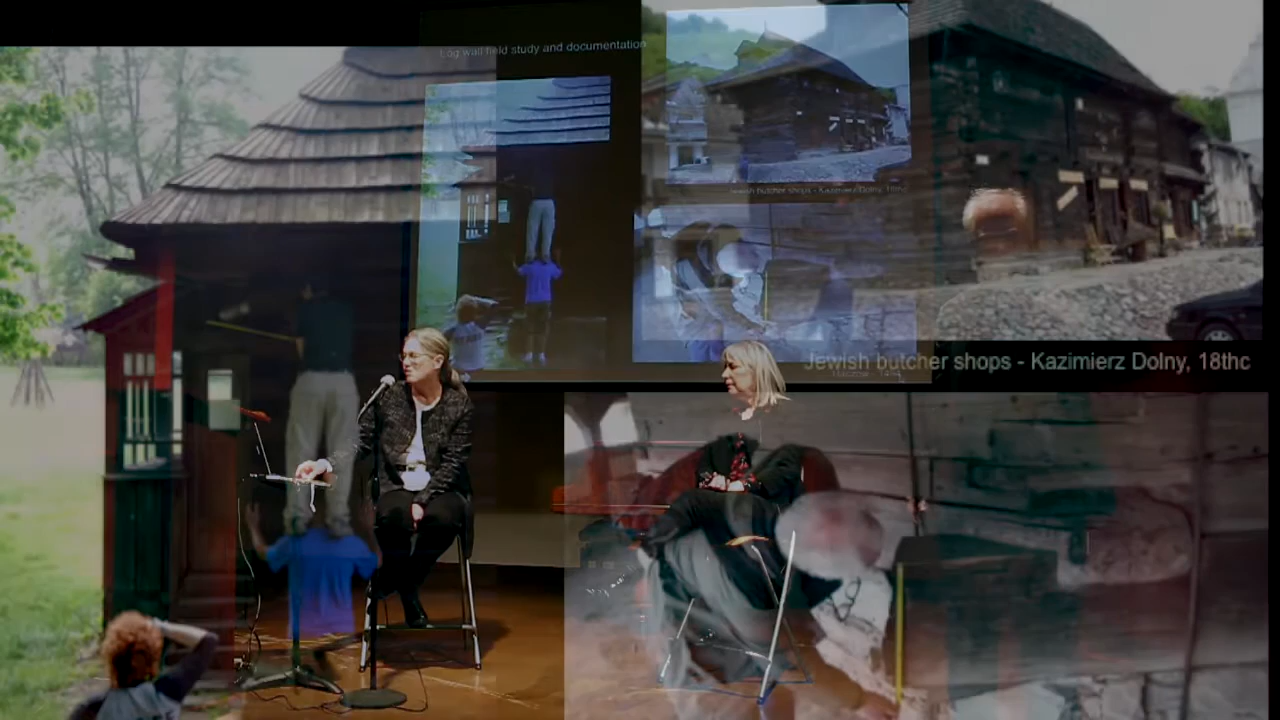 Log wall field study and documentation
Jewish butcher shops - Kazimierz Dolny, 18thc
Jewish butcher shops - Kazimierz Dolny, 18thc